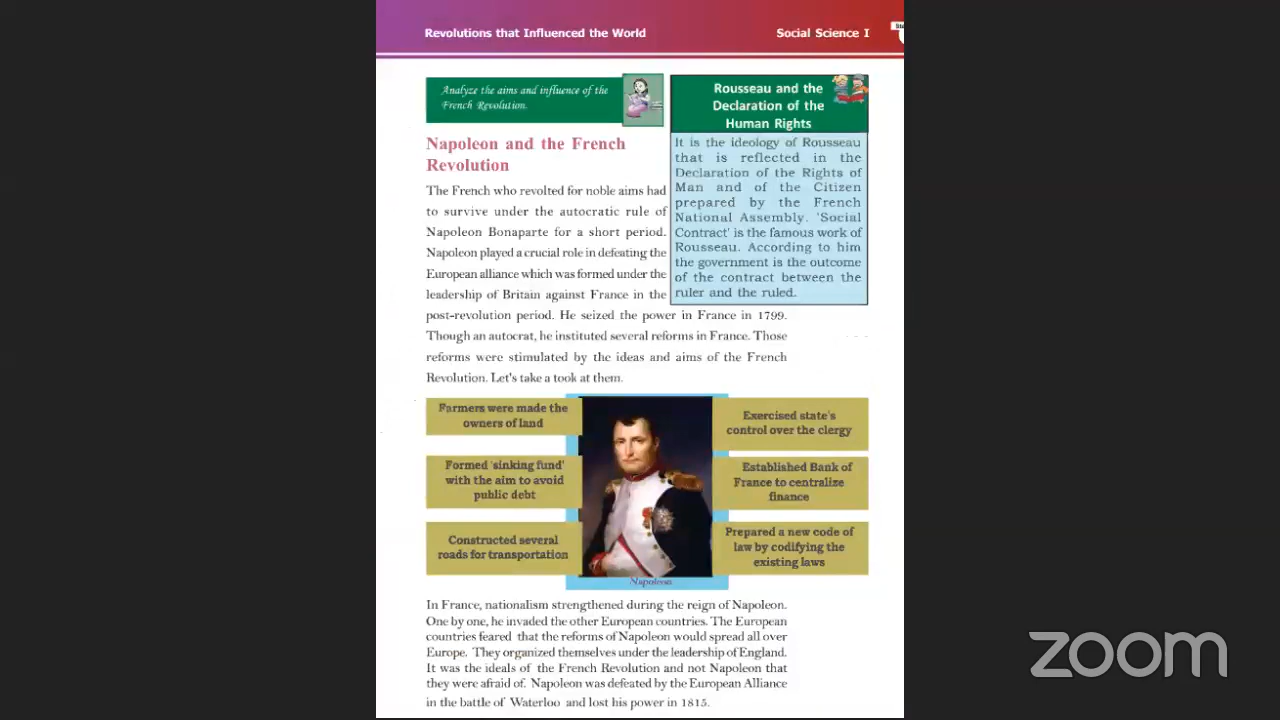 Revolutions that Influenced the World
Social Science I
Analyze the aims and influence of the
French Revolution.
Rousseau and the
Declaration of the
Human Rights
It is the ideology of Rousseau
that is reflected in the
Declaration of the Rights of
Man and of the Citizen
prepared by the French
National Assembly. 'Social
Contract' is the famous work of
Rousseau. According to him
the government is the outcome
of the contract between the
ruler and the ruled.
Napoleon and the French
Revolution
The French who revolted for noble aims had
to survive under the autocratic rule of
Napoleon Bonaparte for a short period.
Napoleon played a crucial role in defeating the
European alliance which was formed under the
leadership of Britain against France in the
post-revolution period. He seized the power in France in 1799.
Though an autocrat, he instituted several reforms in France. Those
reforms were stimulated by the ideas and aims of the French
Revolution. Let's take a took at them.
Farmers were made the
owners of land
Formed 'sinking fund'
with the aim to avoid
public debt
Constructed several
roads for transportation
Exercised state's
control over the clergy
Established Bank of
France to centralize
finance
Prepared a new code of
law by codifying the
existing laws
Napoleon
In France, nationalism strengthened during the reign of Napoleon.
One by one, he invaded the other European countries. The European
countries feared that the reforms of Napoleon would spread all over
Europe. They organized themselves under the leadership of England.
It was the ideals of the French Revolution and not Napoleon that
they were afraid of. Napoleon was defeated by the European Alliance
in the battle of Waterloo and lost his power in 1815.
zoom